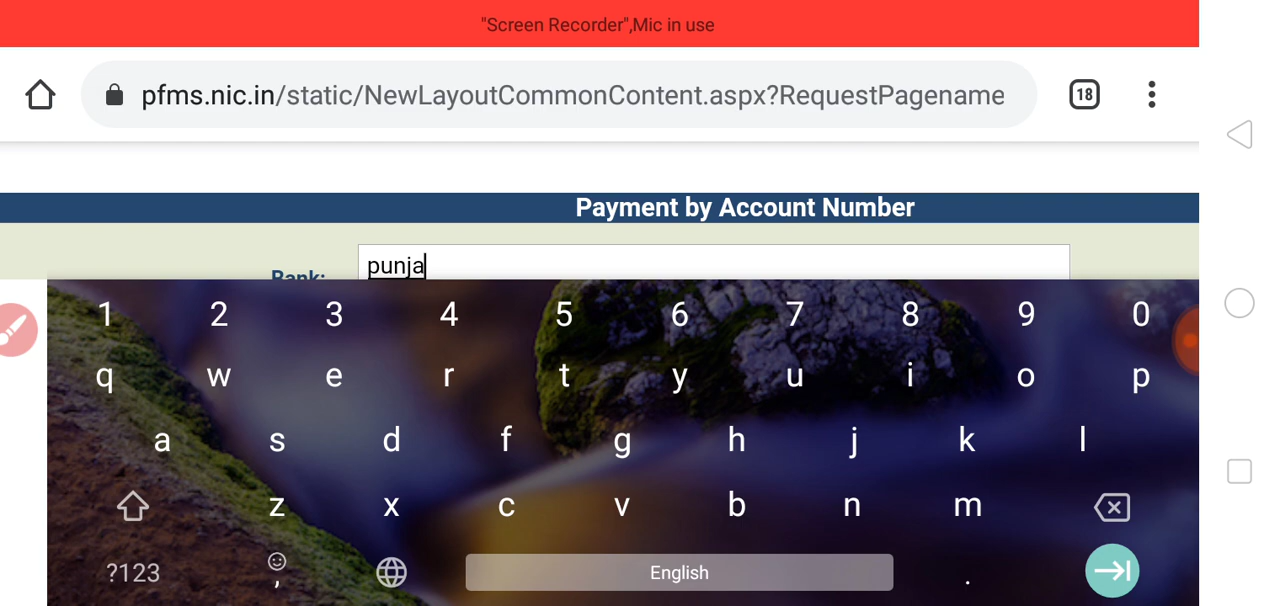 "Screen Recorder",Mic in use
pfms.nic.in/static/NewLayoutCommonContent.aspx?RequestPagename
18
Payment by Account Number
Bank:
punja
1 2 3 4 5 6 7 8 9 0
q w e r t y u i o p
a s d f g h j k l
z x c v b n m
?123 , English .